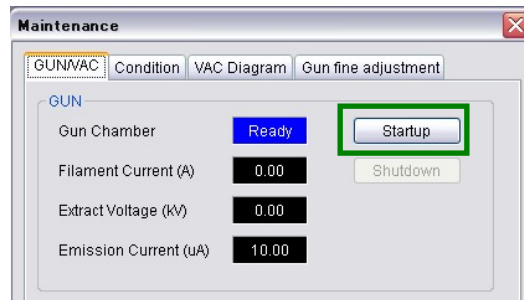 Maintenance
GUN/VAC Condition VAC Diagram Gun fine adjustment
GUN
Gun Chamber Ready Startup
Filament Current (A) 0.00 Shutdown
Extract Voltage (kV) 0.00
Emission Current (uA) 10.00